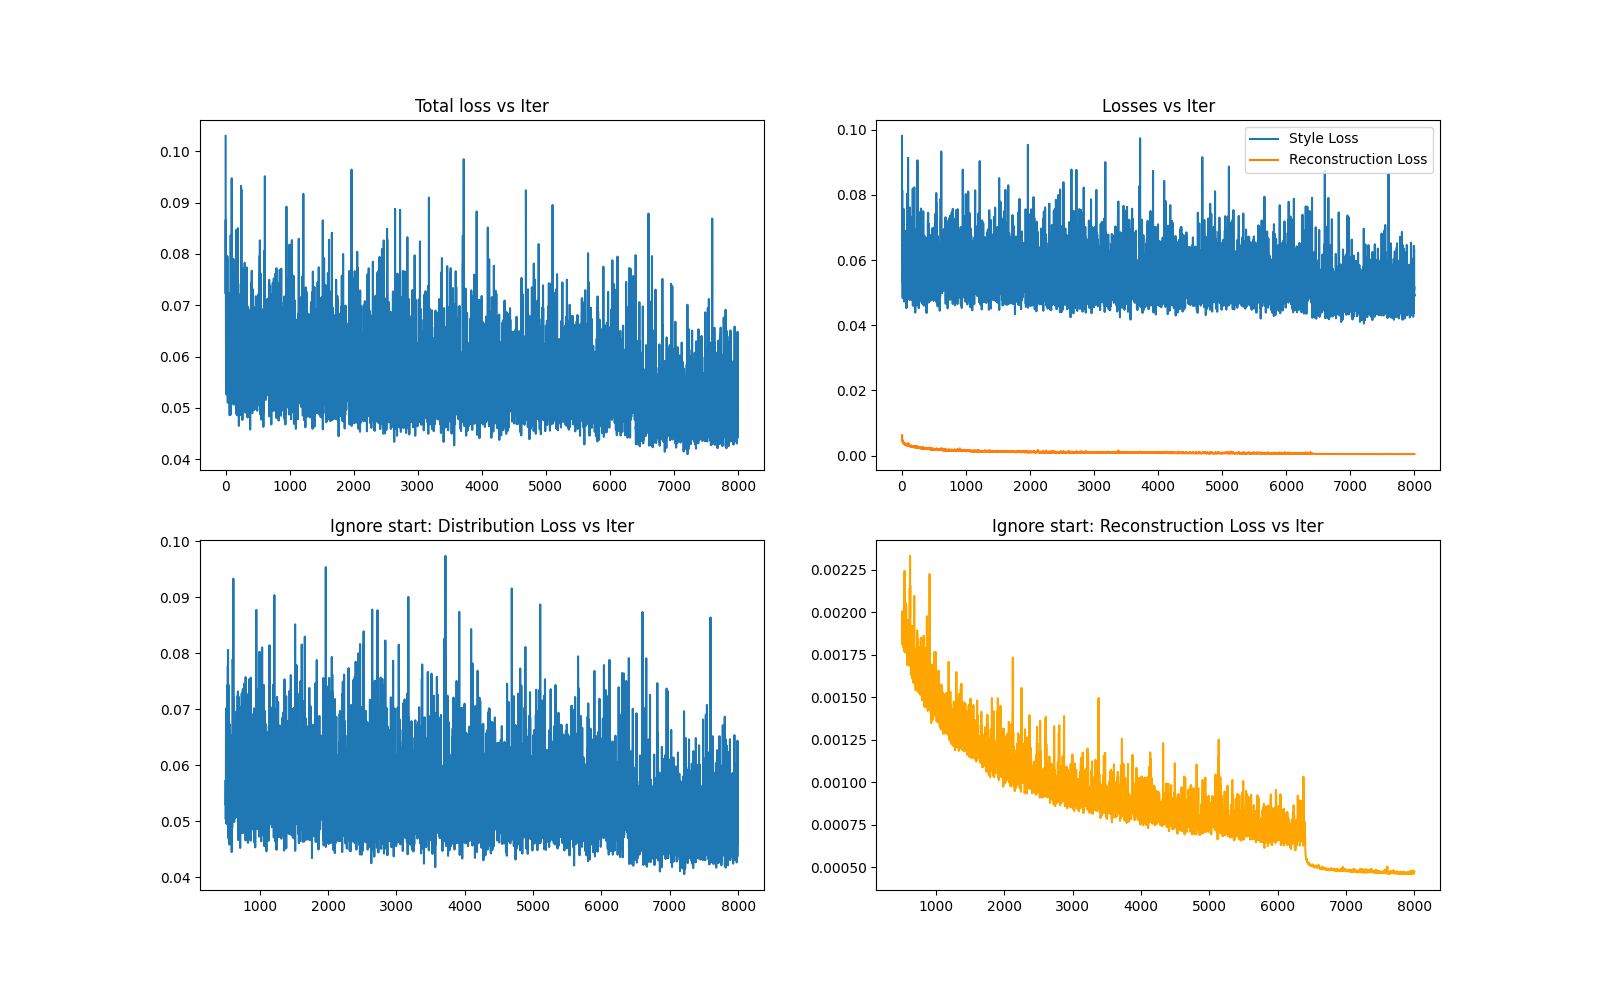 Total loss vs Iter
0.10
0.09
0.08
0.07
0.06
0.05
0.04
0 1000 2000 3000 4000 5000 6000 7000 8000
Losses vs Iter
Style Loss
Reconstruction Loss
0.10
0.08
0.06
0.04
0.02
0.00
0 1000 2000 3000 4000 5000 6000 7000 8000
Ignore start: Distribution Loss vs Iter
0.10
0.09
0.08
0.07
0.06
0.05
0.04
1000 2000 3000 4000 5000 6000 7000 8000
Ignore start: Reconstruction Loss vs Iter
0.00225
0.00200
0.00175
0.00150
0.00125
0.00100
0.00075
0.00050
1000 2000 3000 4000 5000 6000 7000 8000